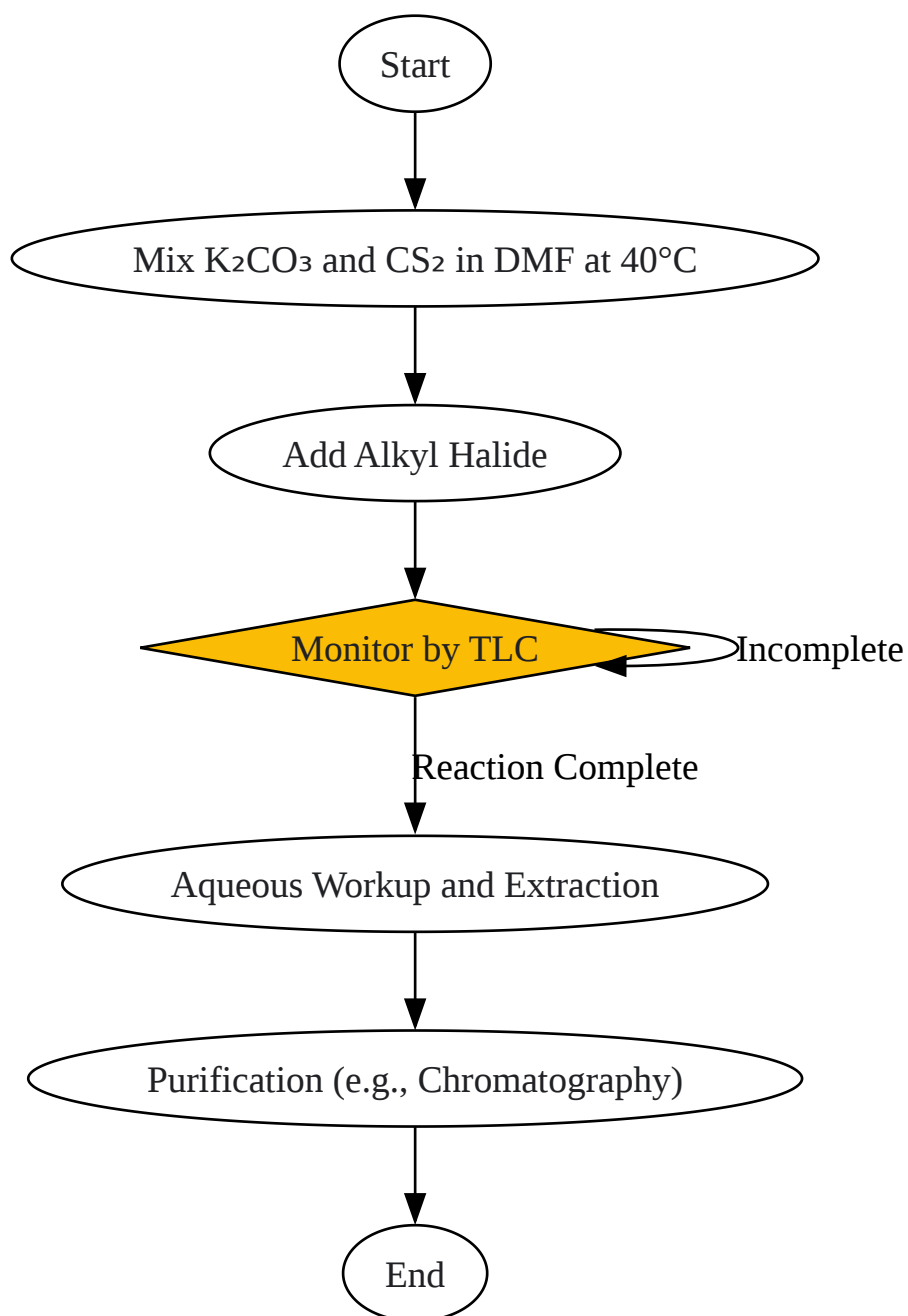 Start
Mix K₂CO₃ and CS₂ in DMF at 40°C
Add Alkyl Halide
Monitor by TLC
Incomplete
Reaction Complete
Aqueous Workup and Extraction
Purification (e.g., Chromatography)
End